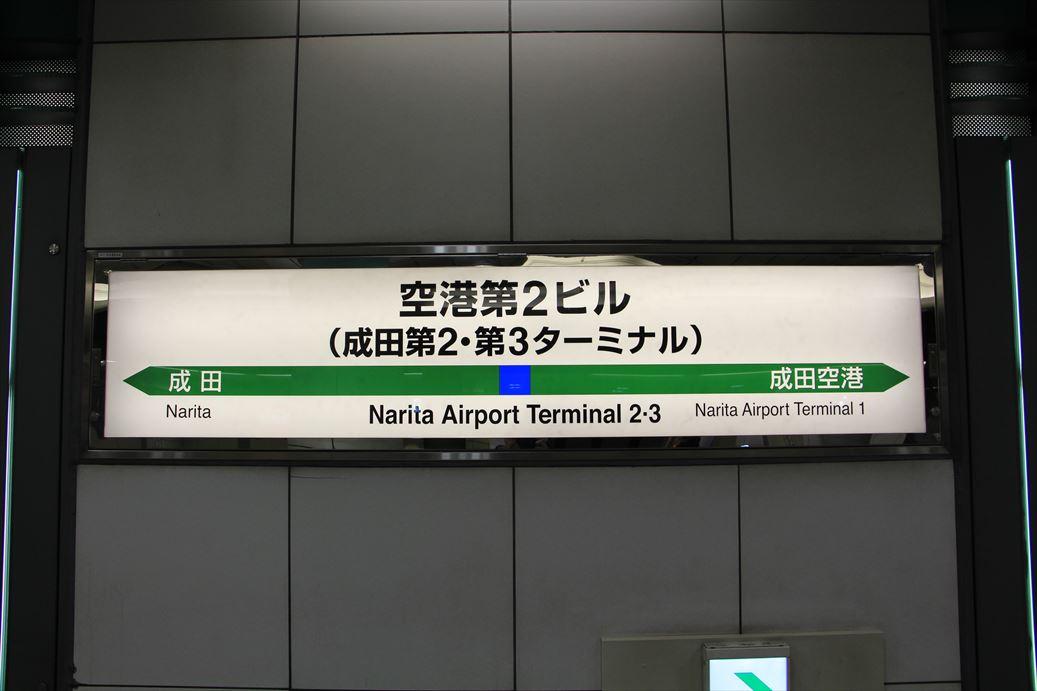 空港第2ビル
(成田第2・第3ターミナル)
成田
成田空港
Narita
Narita Airport Terminal 2·3
Narita Airport Terminal 1